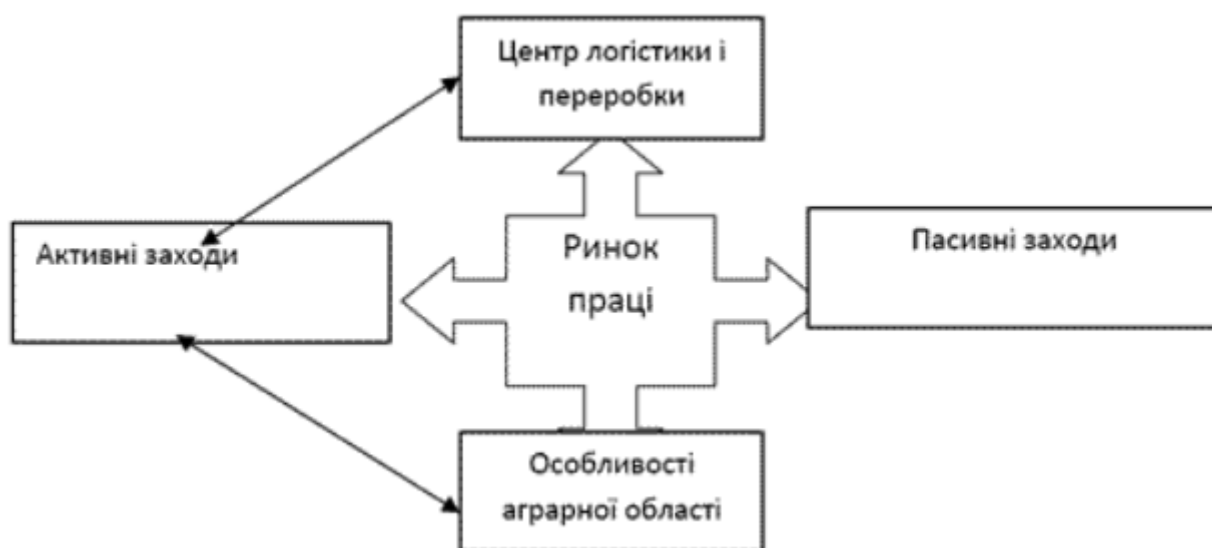 Центр логістики і
переробки
Активні заходи
Ринок
праці
Пасивні заходи
Особливості
аграрної області